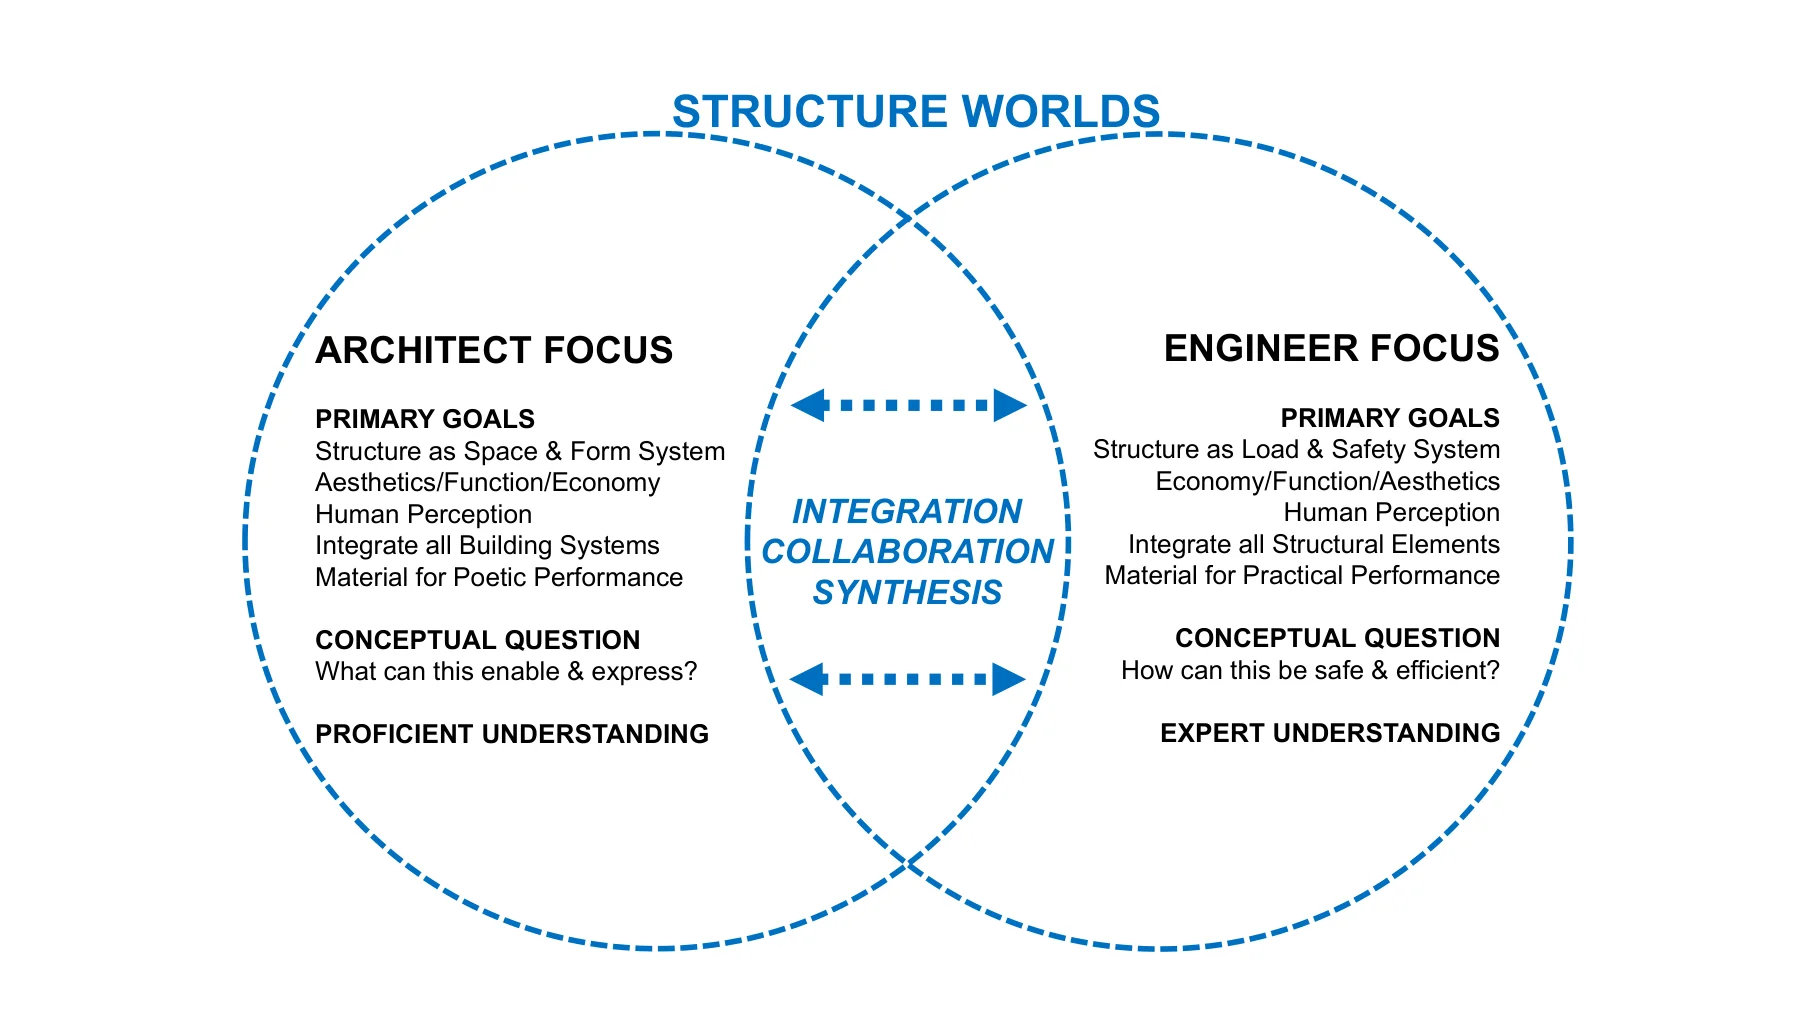 STRUCTURE WORLDS
ARCHITECT FOCUS
PRIMARY GOALS
Structure as Space & Form System
Aesthetics/Function/Economy
Human Perception
Integrate all Building Systems
Material for Poetic Performance
CONCEPTUAL QUESTION
What can this enable & express?
PROFICIENT UNDERSTANDING
INTEGRATION
COLLABORATION
SYNTHESIS
ENGINEER FOCUS
PRIMARY GOALS
Structure as Load & Safety System
Economy/Function/Aesthetics
Human Perception
Integrate all Structural Elements
Material for Practical Performance
CONCEPTUAL QUESTION
How can this be safe & efficient?
EXPERT UNDERSTANDING